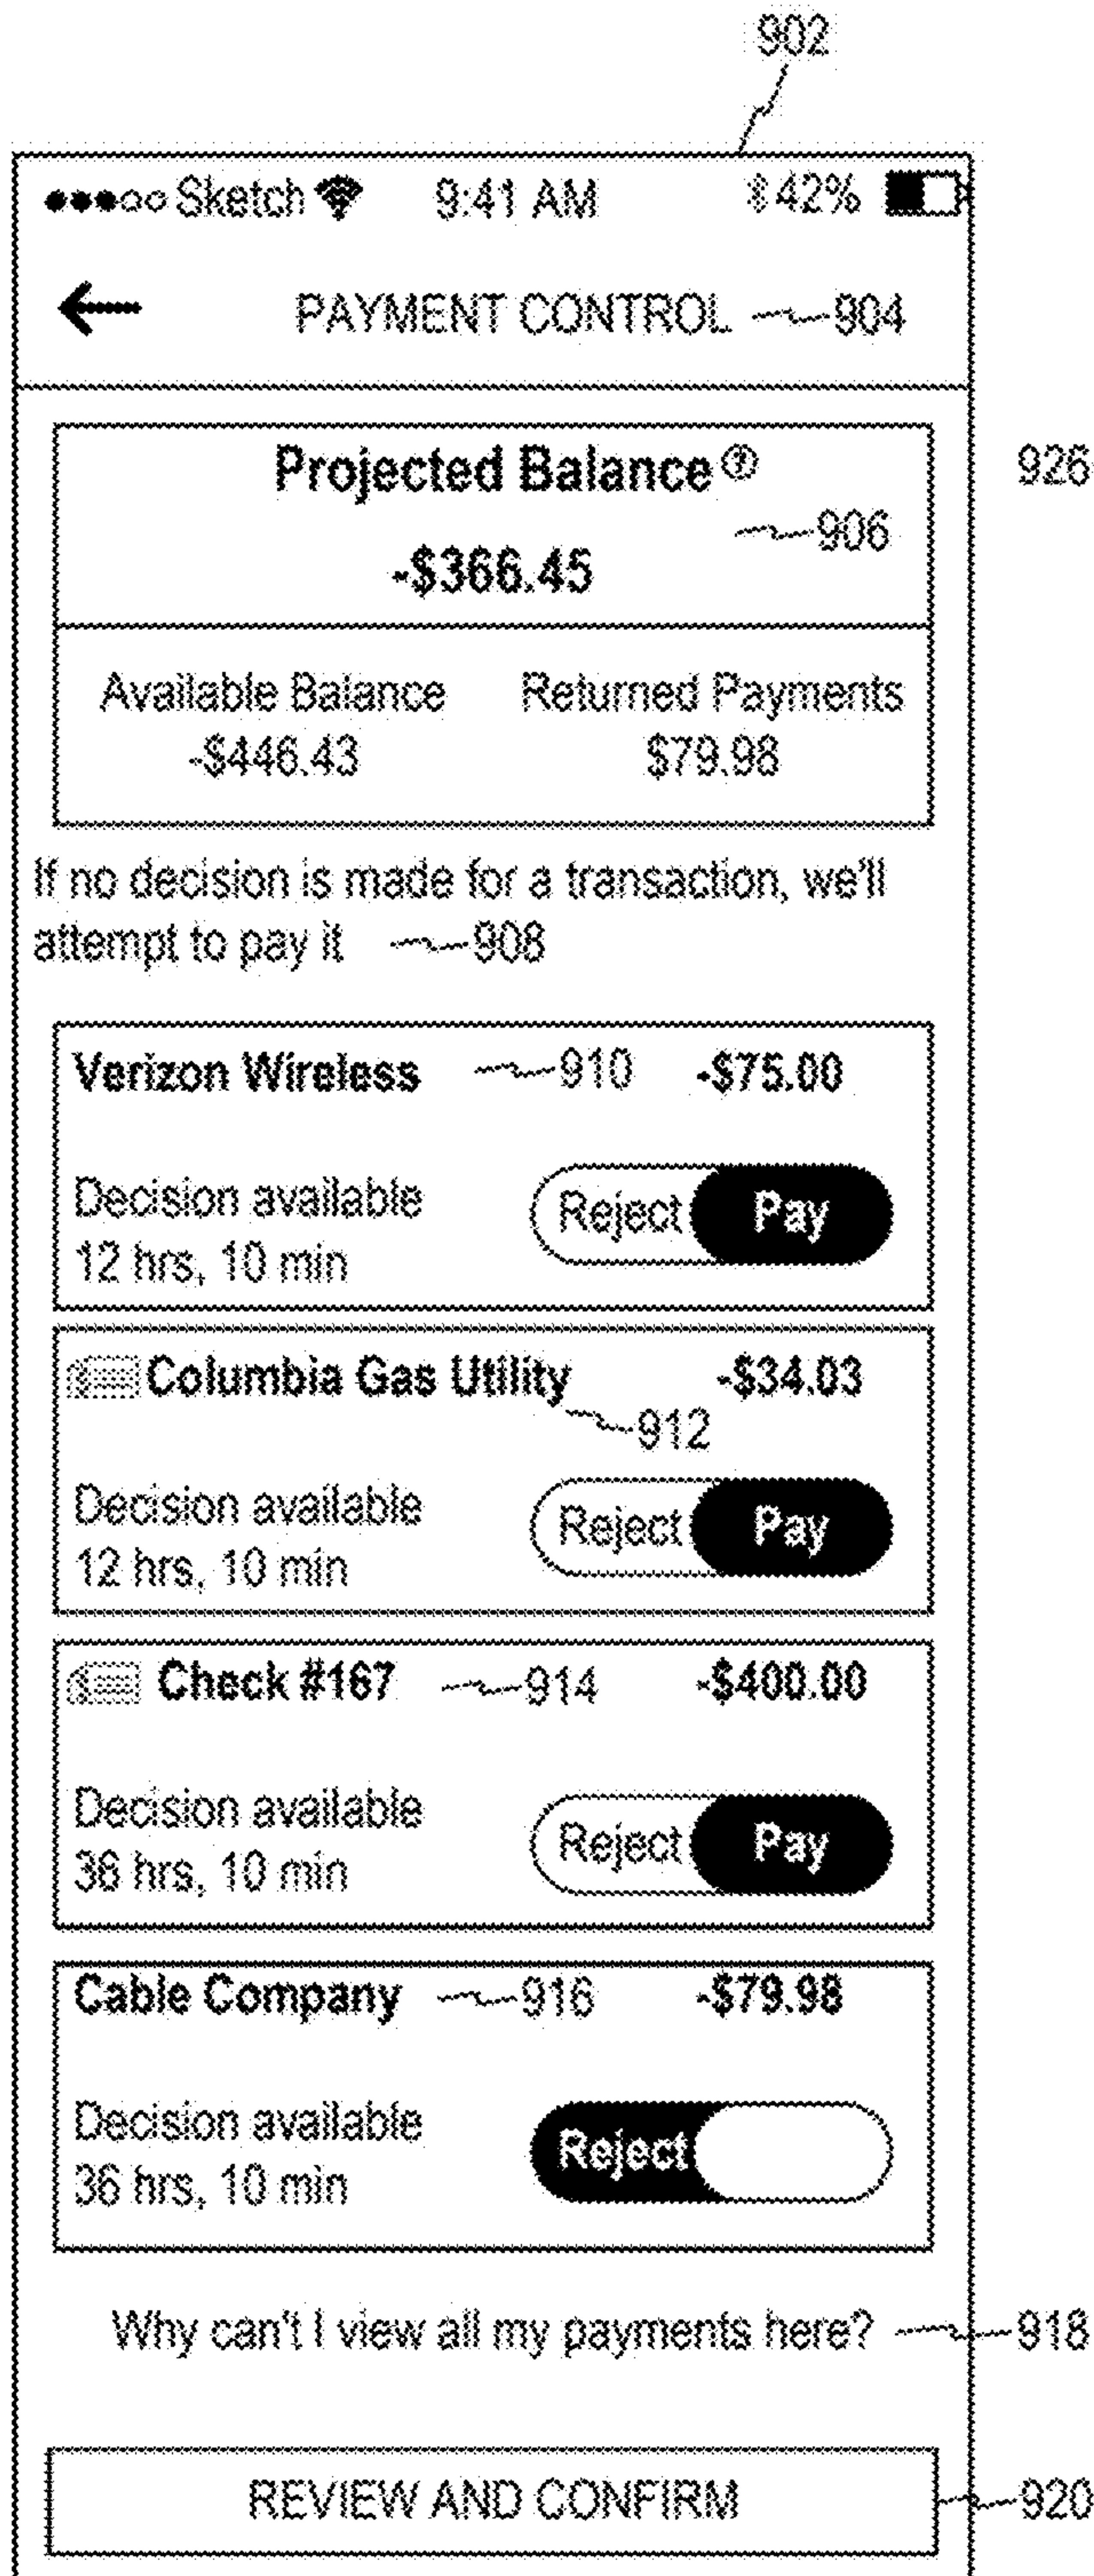 902
Sketch 9:41 AM 42%
PAYMENT CONTROL 904
Projected Balance ? 926
906
-$366.45
Available Balance Returned Payments
-$446.43 $79.98
If no decision is made for a transaction, we'll
attempt to pay it 908
Verizon Wireless 910 -$75.00
Decision available Reject Pay
12 hrs, 10 min
Columbia Gas Utility -$34.03
912
Decision available Reject Pay
12 hrs, 10 min
Check #167 914 -$400.00
Decision available Reject Pay
36 hrs, 10 min
Cable Company 916 -$79.98
Decision available Reject
36 hrs, 10 min
Why can't I view all my payments here? 918
REVIEW AND CONFIRM 920